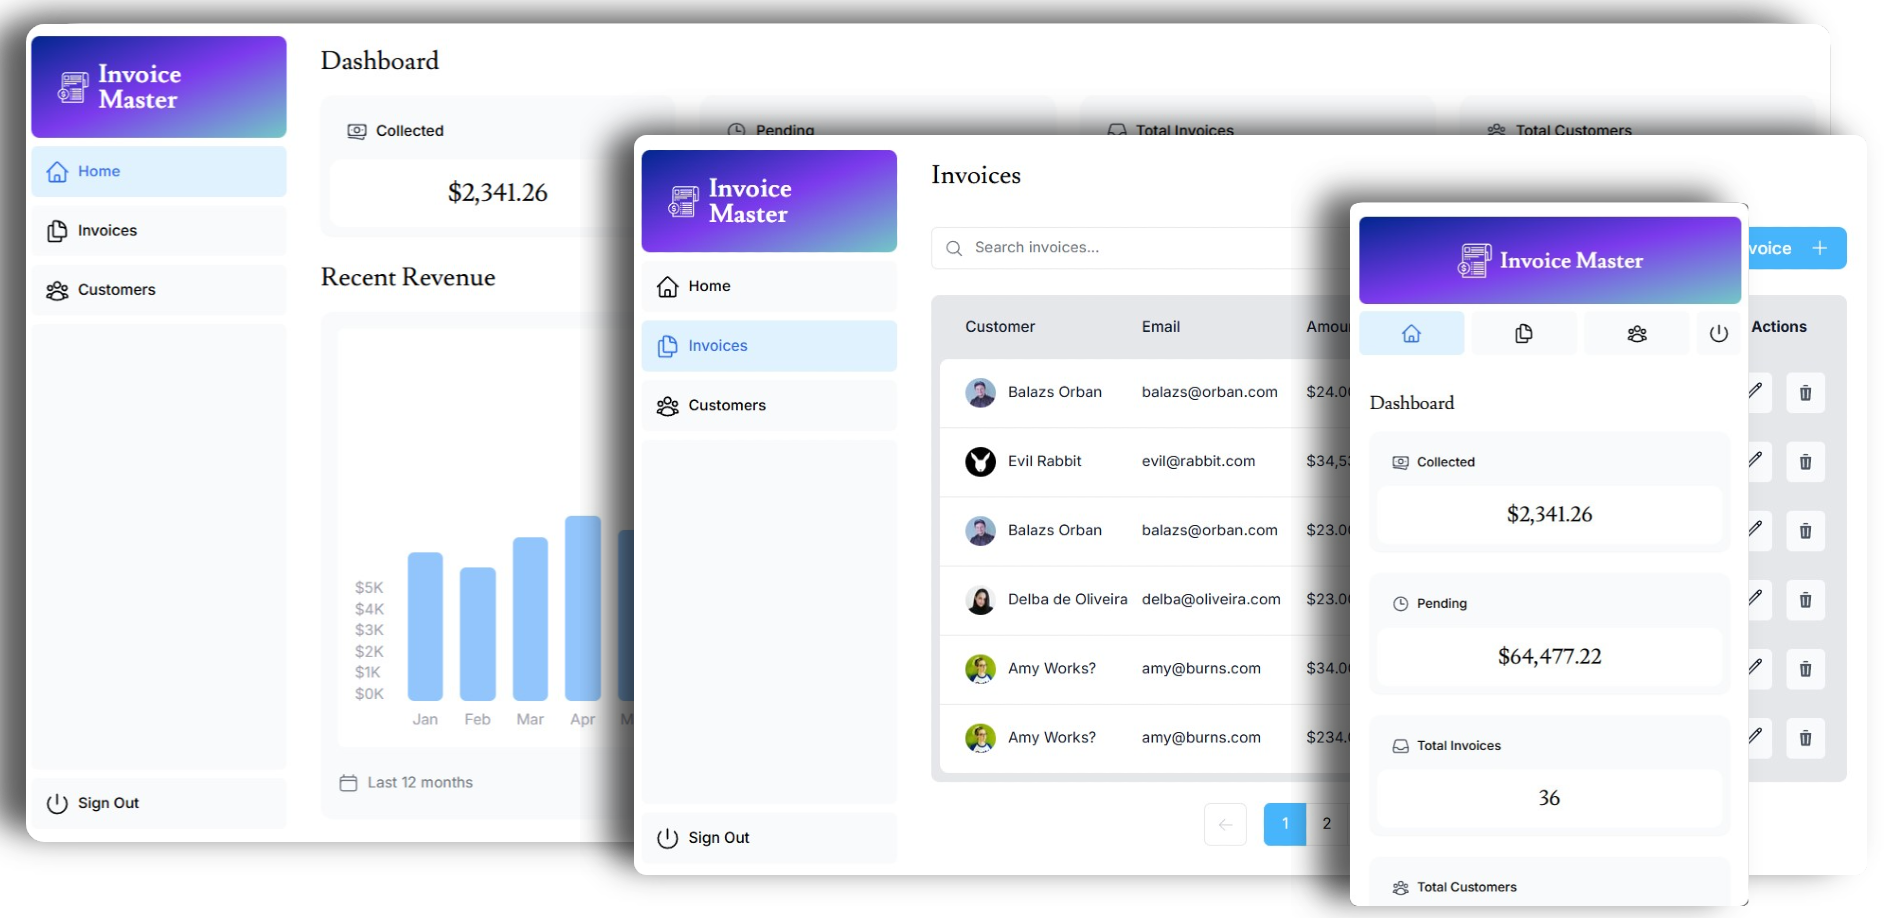 Invoice
Master
Home
Invoices
Customers
Sign Out
Dashboard
Collected
Pending
Total Invoices
Total Customers
$2,341.26
Recent Revenue
$5K
$4K
$3K
$2K
$1K
$0K
Jan Feb Mar Apr M
Last 12 months
Invoice
Master
Home
Invoices
Customers
Sign Out
Invoices
Search invoices...
voice +
Customer Email Amou Actions
Balazs Orban balazs@orban.com $24.0
Evil Rabbit evil@rabbit.com $34,53
Balazs Orban balazs@orban.com $23.0
Delba de Oliveira delba@oliveira.com $23.0
Amy Works? amy@burns.com $34.0
Amy Works? amy@burns.com $234.
1 2
Invoice Master
Dashboard
Collected
$2,341.26
Pending
$64,477.22
Total Invoices
36
Total Customers